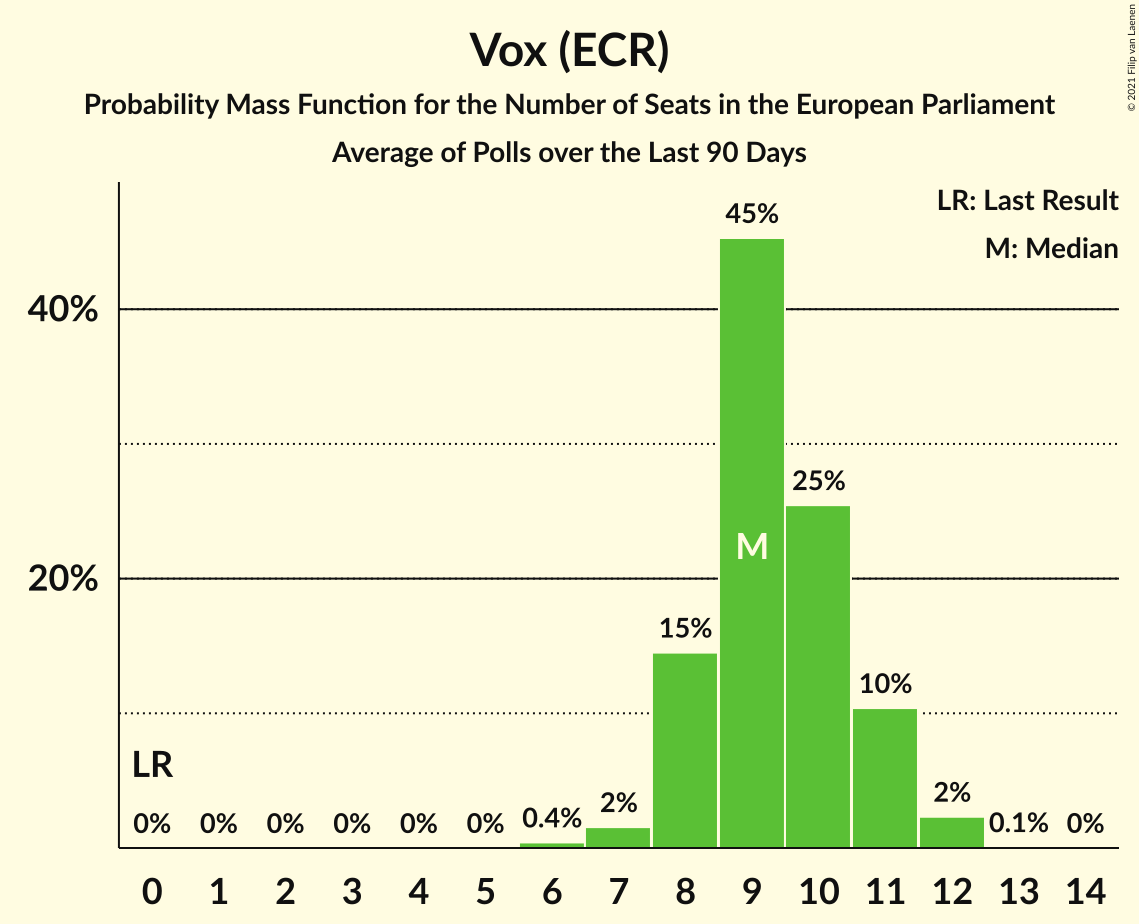 Vox (ECR)
Probability Mass Function for the Number of Seats in the European Parliament
Average of Polls over the Last 90 Days
© 2021 Filip van Laenen
LR: Last Result
M: Median
45%
40%
25%
M
20%
15%
10%
LR
0% 0% 0% 0% 0% 0% 0.4% 2% 2% 0.1% 0%
0 1 2 3 4 5 6 7 8 9 10 11 12 13 14